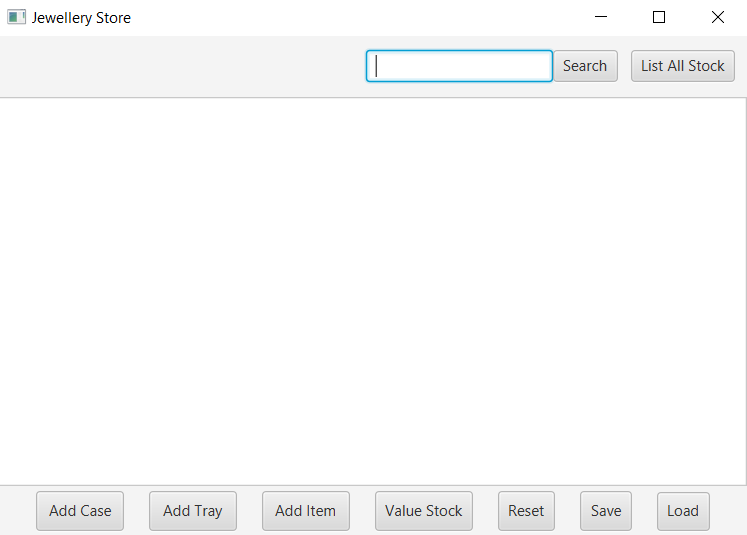 Jewellery Store
Search List All Stock
Add Case Add Tray Add Item Value Stock Reset Save Load